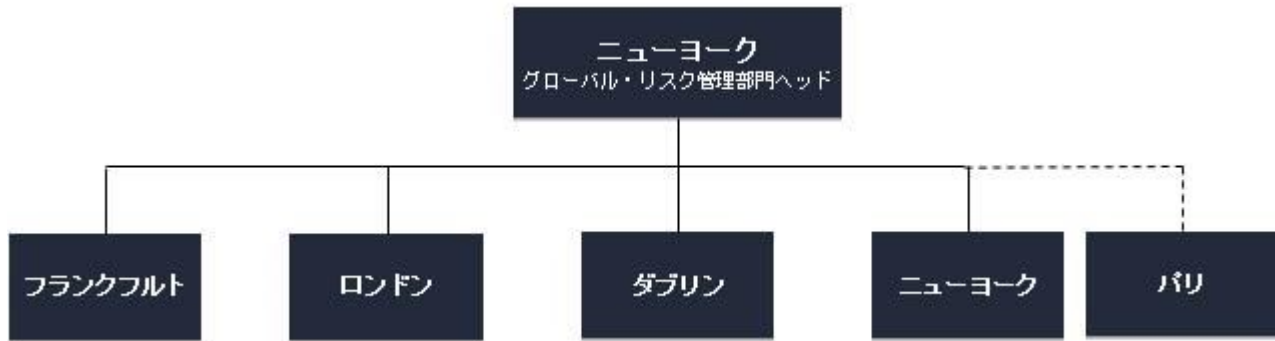 ニューヨーク
グローバル・リスク管理部門ヘッド
フランクフルト
ロンドン
ダブリン
ニューヨーク
パリ